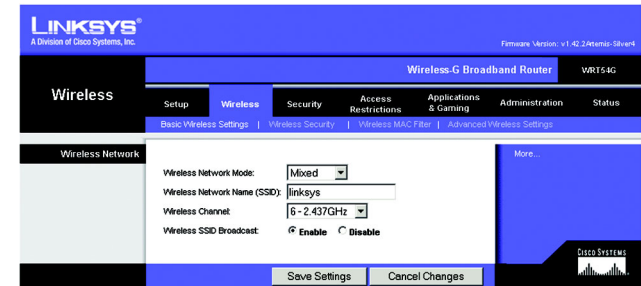 LINKSYS®
A Division of Cisco Systems, Inc.
Firmware Version: v1.42.2Artemis-Silver4
Wireless-G Broadband Router WRT54G
Wireless
Setup Wireless Security Access Restrictions Applications & Gaming Administration Status
Basic Wireless Settings | Wireless Security | Wireless MAC Filter | Advanced Wireless Settings
Wireless Network
More...
Wireless Network Mode: Mixed
Wireless Network Name (SSID): linksys
Wireless Channel: 6 - 2.437GHz
Wireless SSID Broadcast: Enable Disable
CISCO SYSTEMS
Save Settings Cancel Changes